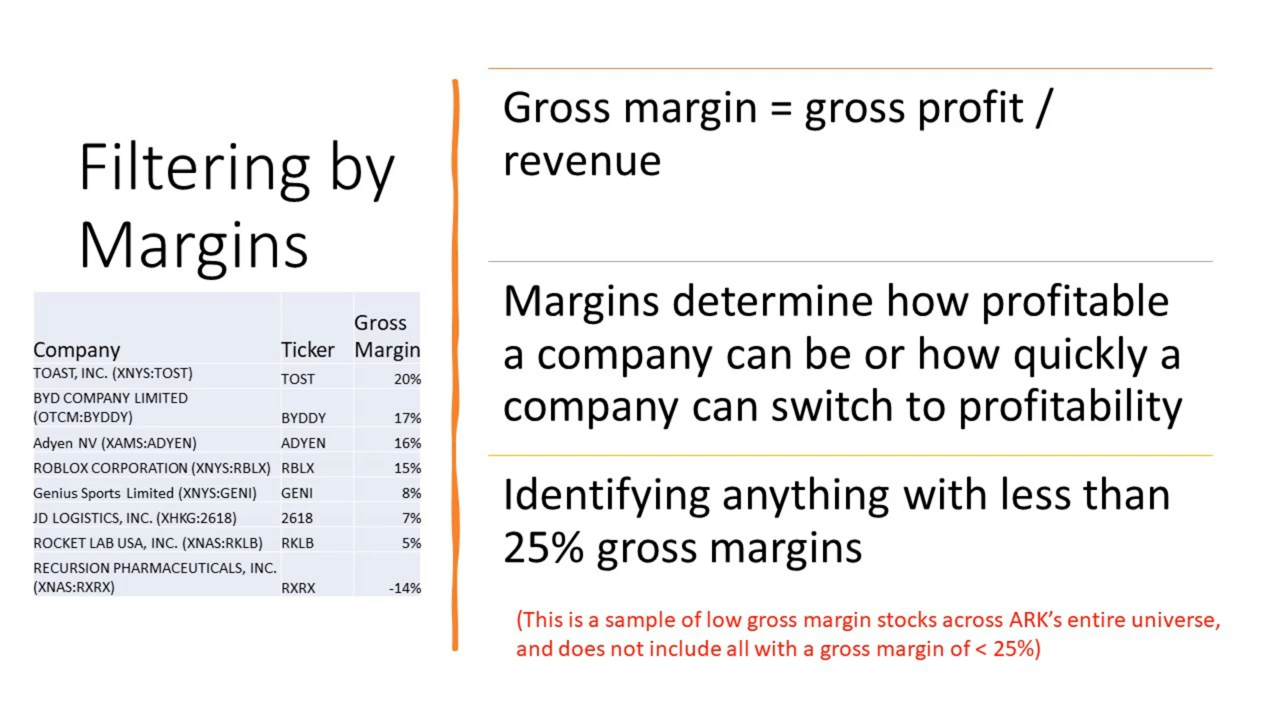 Filtering by
Margins
Company Ticker Gross Margin
TOAST, INC. (XNYS:TOST) TOST 20%
BYD COMPANY LIMITED
(OTCM:BYDDY) BYDDY 17%
Adyen NV (XAMS:ADYEN) ADYEN 16%
ROBLOX CORPORATION (XNYS:RBLX) RBLX 15%
Genius Sports Limited (XNYS:GENI) GENI 8%
JD LOGISTICS, INC. (XHKG:2618) 2618 7%
ROCKET LAB USA, INC. (XNAS:RKLB) RKLB 5%
RECURSION PHARMACEUTICALS, INC.
(XNAS:RXRX) RXRX -14%
Gross margin = gross profit /
revenue
Margins determine how profitable
a company can be or how quickly a
company can switch to profitability
Identifying anything with less than
25% gross margins
(This is a sample of low gross margin stocks across ARK's entire universe,
and does not include all with a gross margin of < 25%)